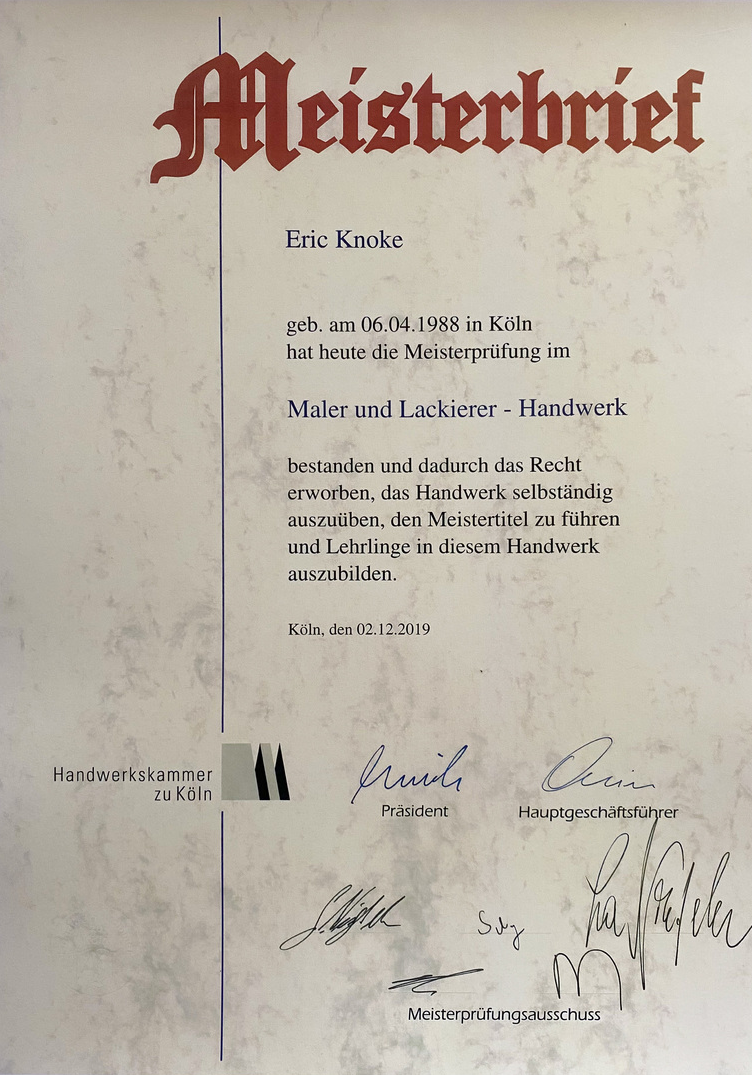 Meisterbrief
Eric Knoke
geb. am 06.04.1988 in Köln
hat heute die Meisterprüfung im
Maler und Lackierer - Handwerk
bestanden und dadurch das Recht
erworben, das Handwerk selbständig
auszuüben, den Meistertitel zu führen
und Lehrlinge in diesem Handwerk
auszubilden.
Köln, den 02.12.2019
Handwerkskammer
zu Köln
Präsident
Hauptgeschäftsführer
Meisterprüfungsausschuss